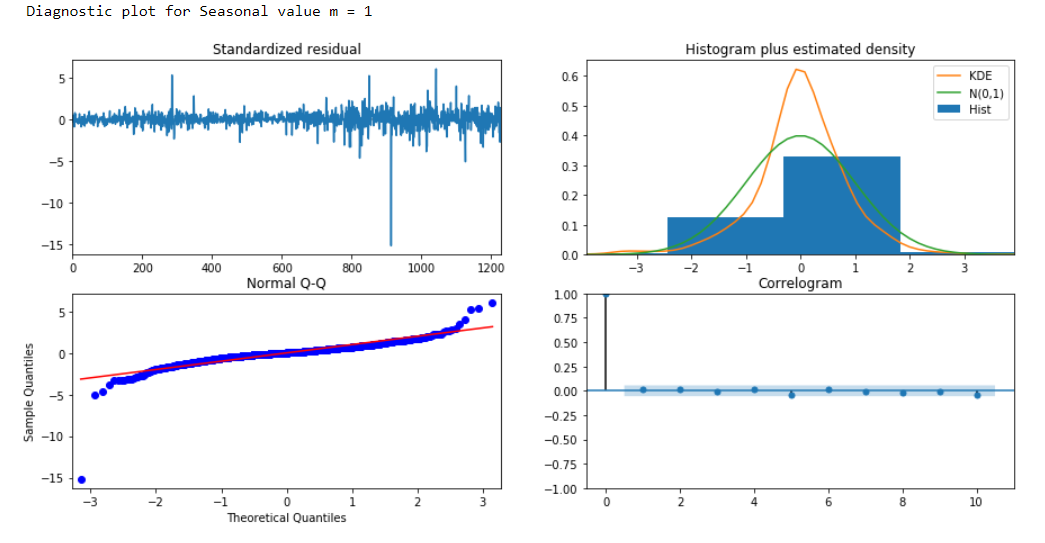 Diagnostic plot for Seasonal value m = 1
Standardized residual
5
0
−5
−10
−15
0 200 400 600 800 1000 1200
Histogram plus estimated density
KDE
N(0,1)
Hist
0.6
0.5
0.4
0.3
0.2
0.1
0.0
−3 −2 −1 0 1 2 3
Normal Q-Q
Sample Quantiles
5
0
−5
−10
−15
−3 −2 −1 0 1 2 3
Theoretical Quantiles
Correlogram
1.00
0.75
0.50
0.25
0.00
−0.25
−0.50
−0.75
−1.00
0 2 4 6 8 10